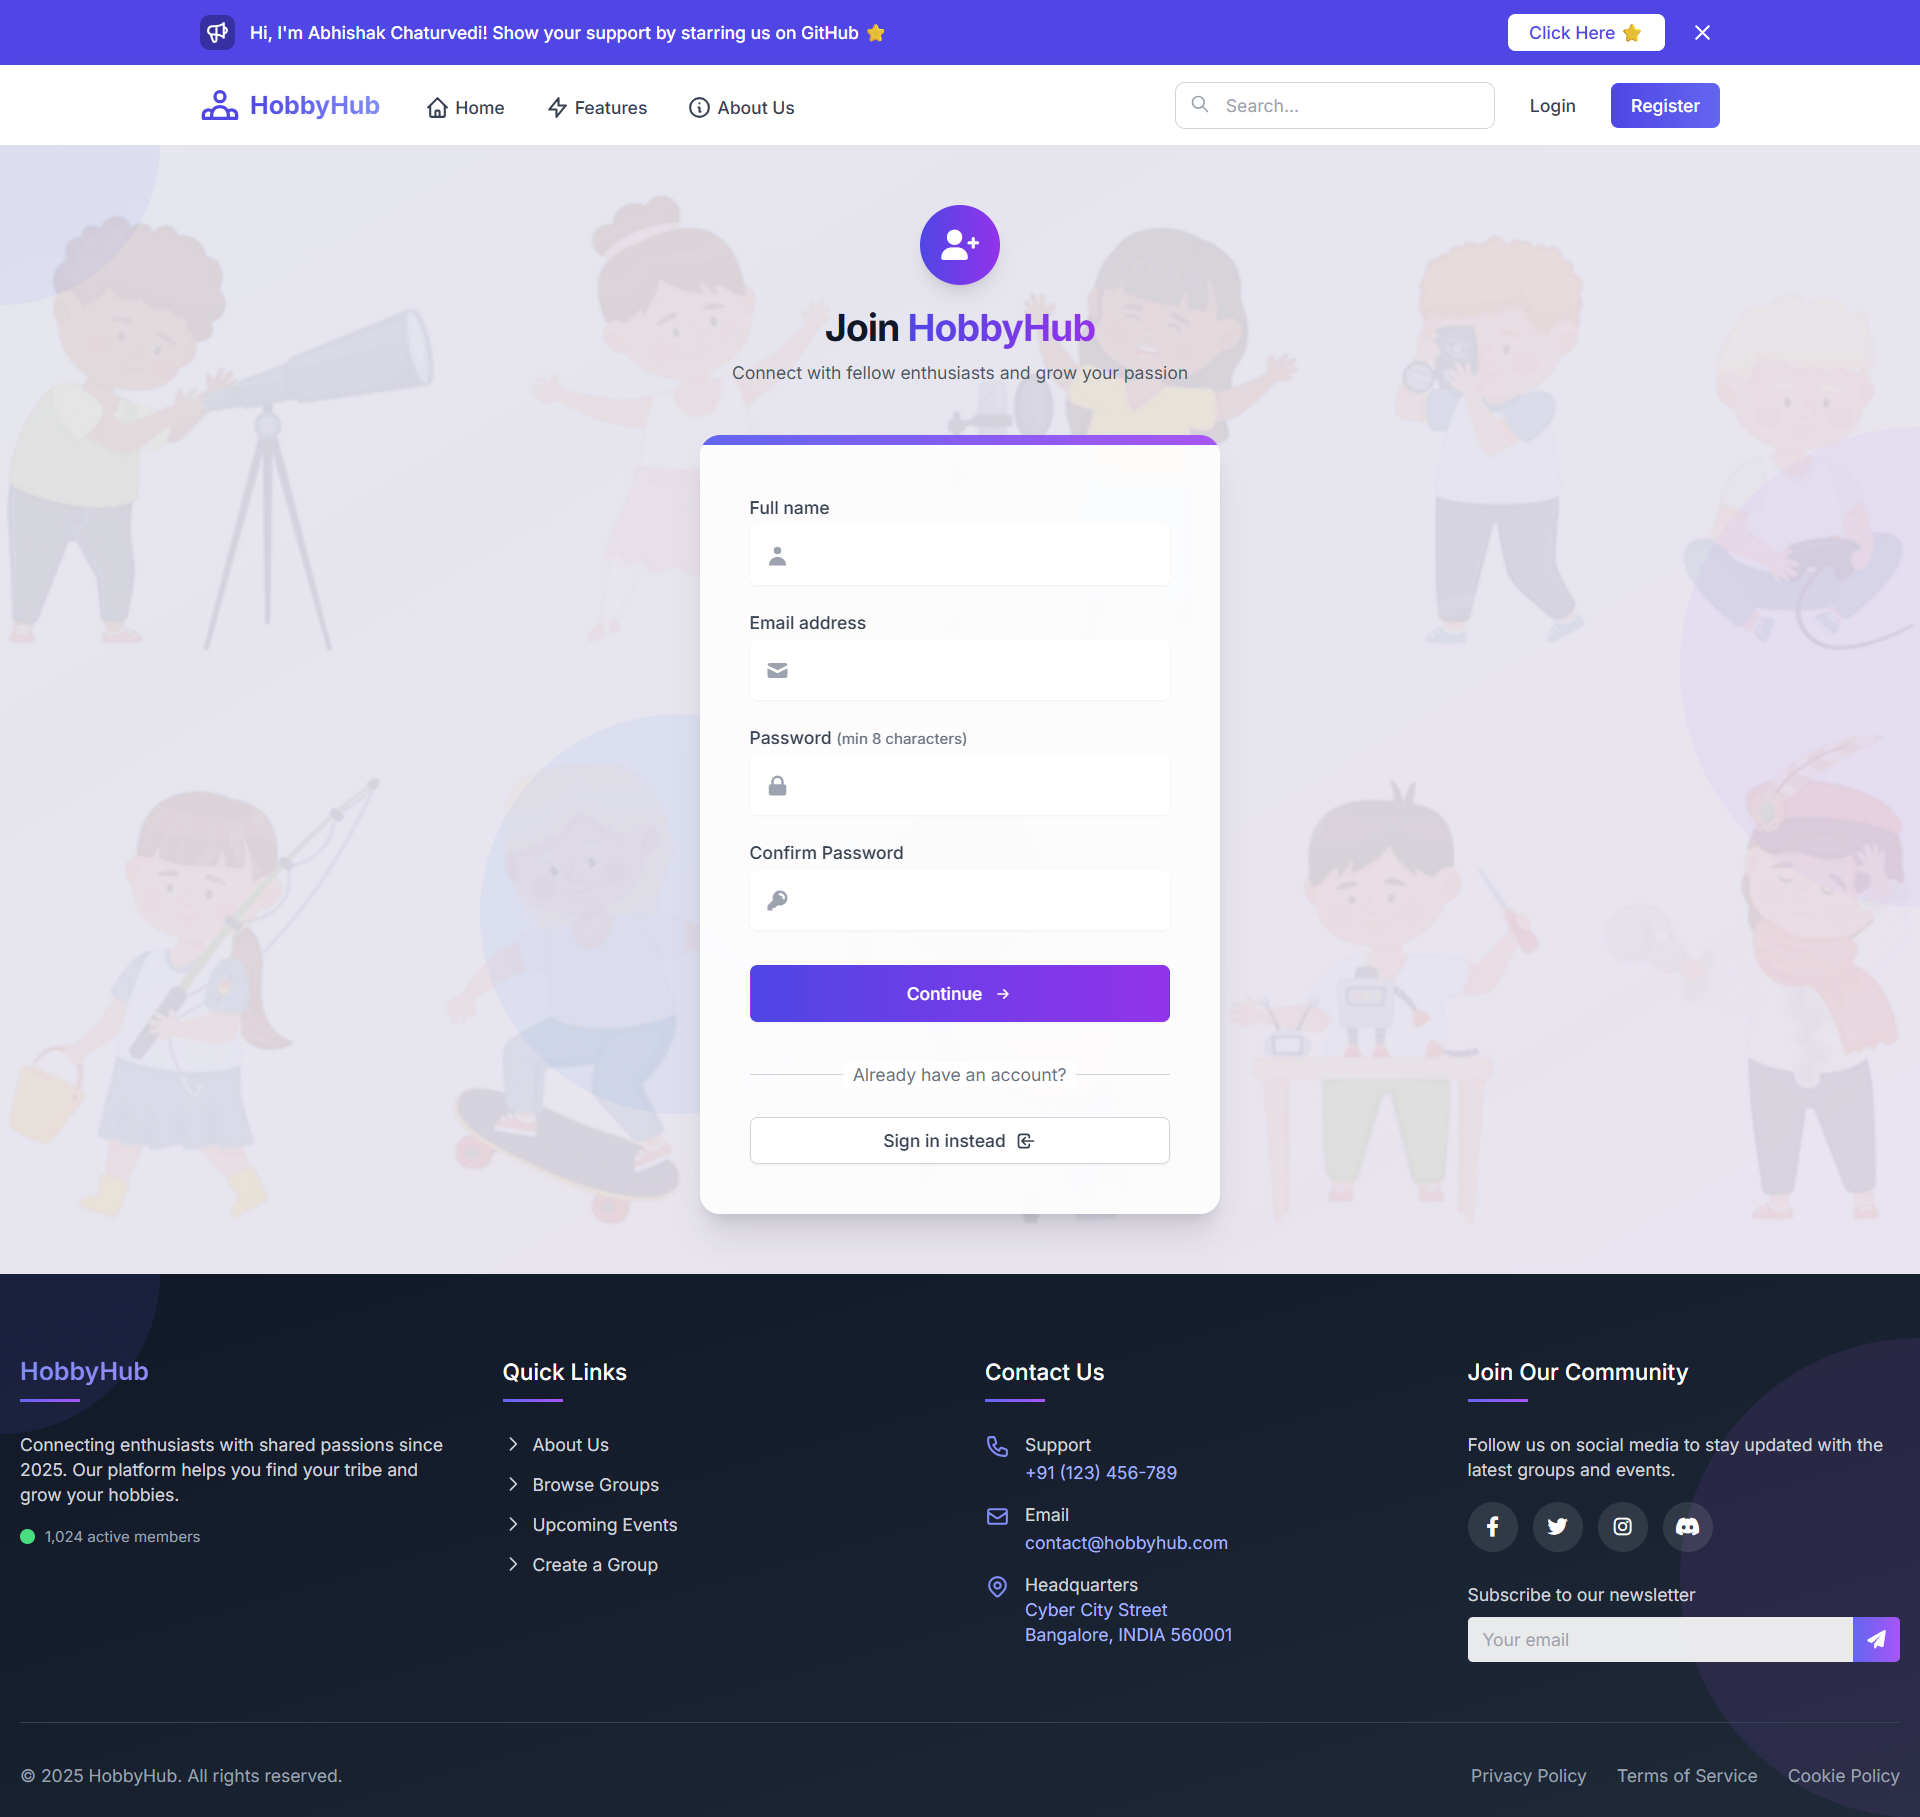 Hi, I'm Abhishak Chaturvedi! Show your support by starring us on GitHub ⭐
Click Here ⭐
HobbyHub
Home
Features
About Us
Search...
Login
Register
Join HobbyHub
Connect with fellow enthusiasts and grow your passion
Full name
Email address
Password (min 8 characters)
Confirm Password
Continue →
Already have an account?
Sign in instead
HobbyHub
Connecting enthusiasts with shared passions since
2025. Our platform helps you find your tribe and
grow your hobbies.
1,024 active members
Quick Links
About Us
Browse Groups
Upcoming Events
Create a Group
Contact Us
Support
+91 (123) 456-789
Email
contact@hobbyhub.com
Headquarters
Cyber City Street
Bangalore, INDIA 560001
Join Our Community
Follow us on social media to stay updated with the
latest groups and events.
Subscribe to our newsletter
Your email
© 2025 HobbyHub. All rights reserved.
Privacy Policy
Terms of Service
Cookie Policy